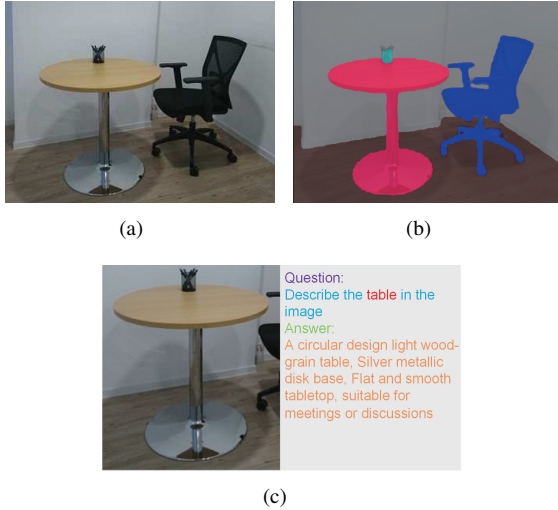 (a)
(b)
Question:
Describe the table in the
image
Answer:
A circular design light wood-
grain table, Silver metallic
disk base, Flat and smooth
tabletop, suitable for
meetings or discussions
(c)